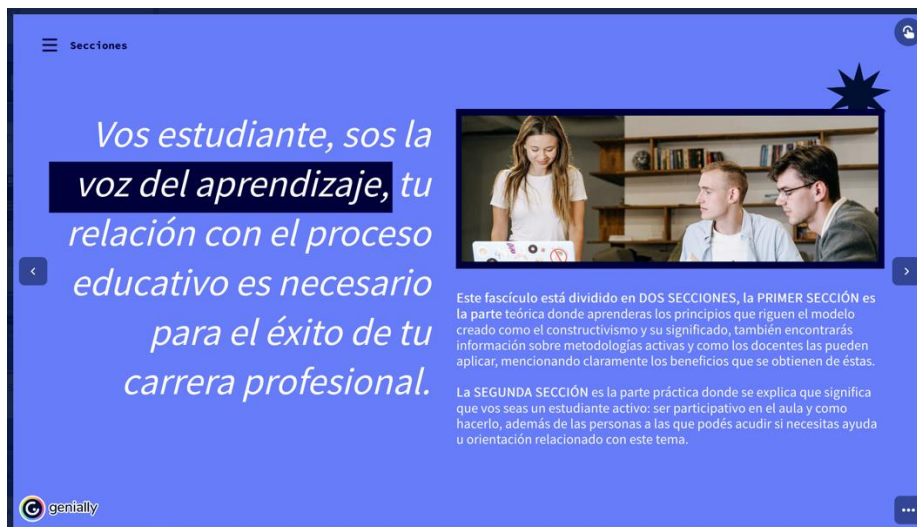 Secciones
Vos estudiante, sos la
voz del aprendizaje, tu
relación con el proceso
educativo es necesario
para el éxito de tu
carrera profesional.
Este fascículo está dividido en DOS SECCIONES, la PRIMER SECCIÓN es
la parte teórica donde aprenderas los principios que riguen el modelo
creado como el constructivismo y su significado, también encontrarás
información sobre metodologías activas y como los docentes las pueden
aplicar, mencionando claramente los beneficios que se obtienen de éstas.
La SEGUNDA SECCIÓN es la parte práctica donde se explica que significa
que vos seas un estudiante activo: ser participativo en el aula y como
hacerlo, además de las personas a las que podés acudir si necesitas ayuda
u orientación relacionado con este tema.
genially